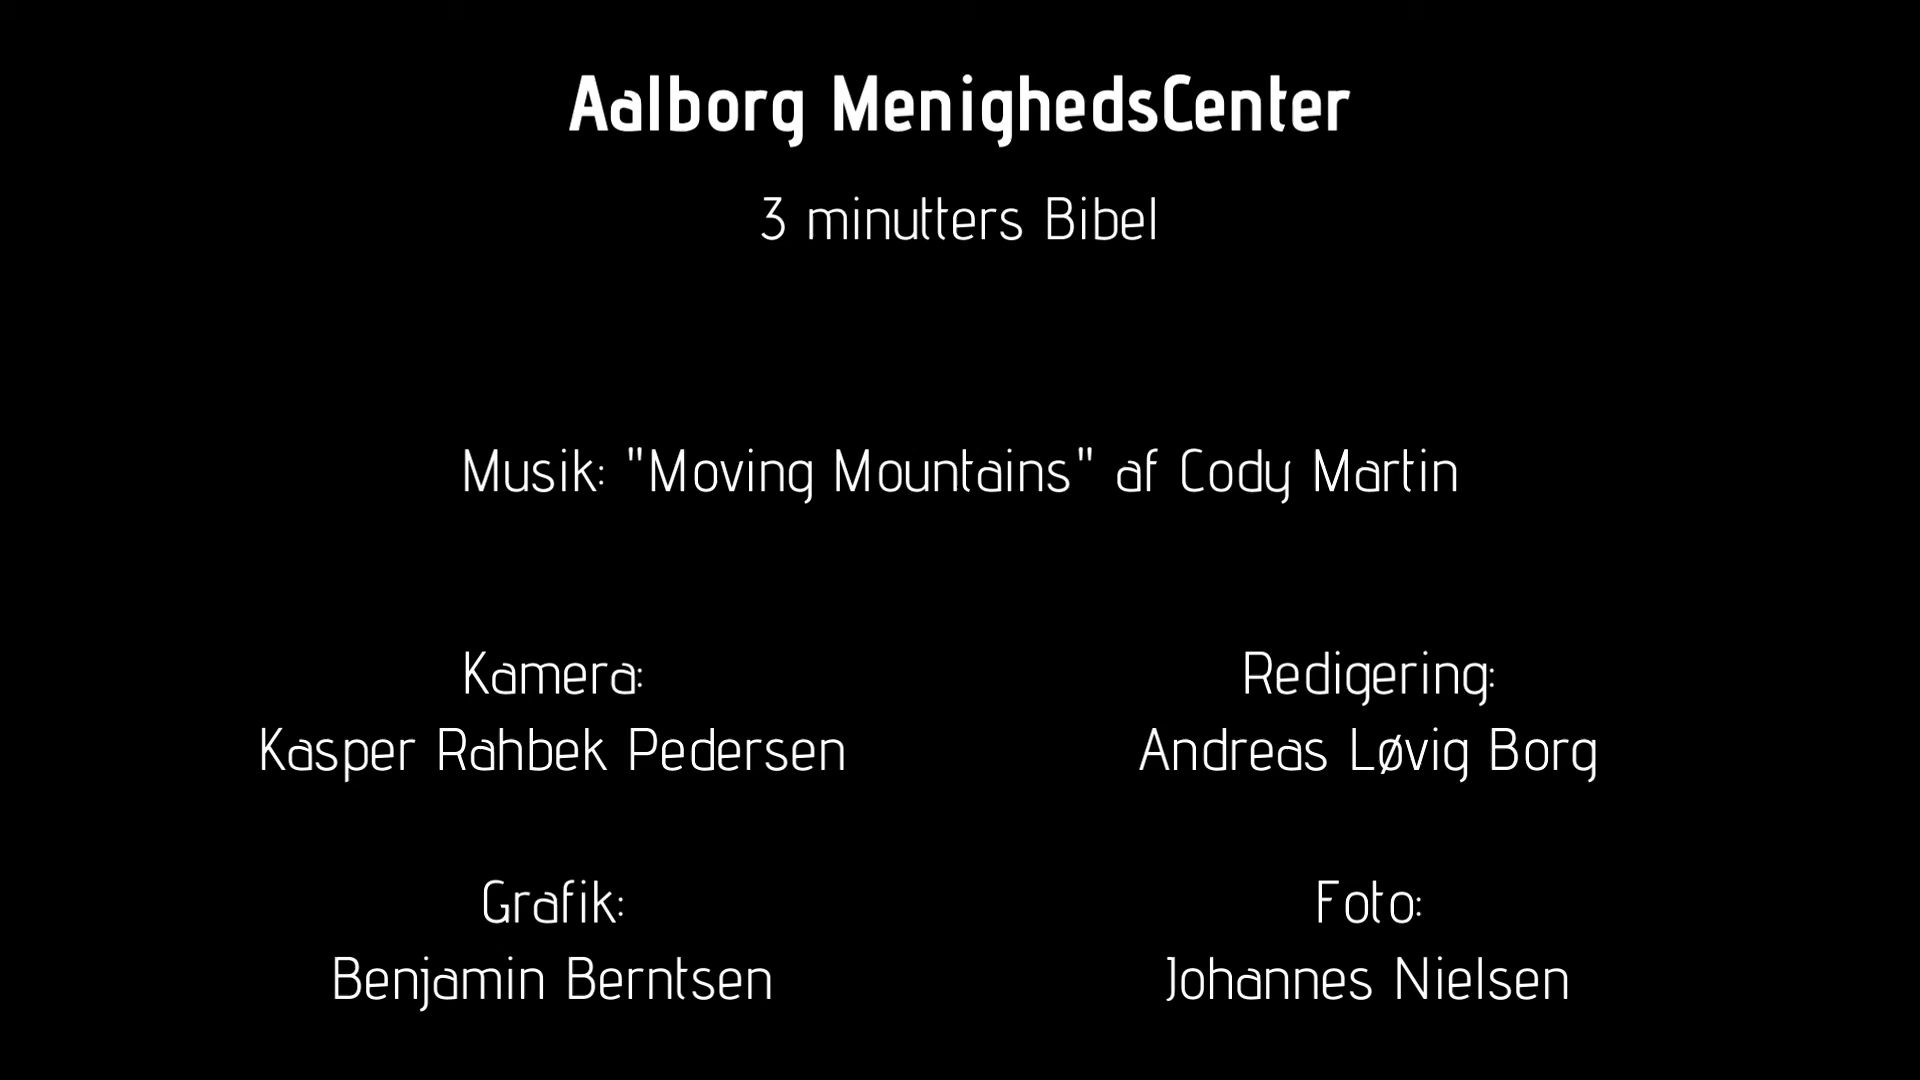 Aalborg MenighedsCenter
3 minutters Bibel
Musik: "Moving Mountains" af Cody Martin
Kamera:
Kasper Rahbek Pedersen
Redigering:
Andreas Løvig Borg
Grafik:
Benjamin Berntsen
Foto:
Johannes Nielsen